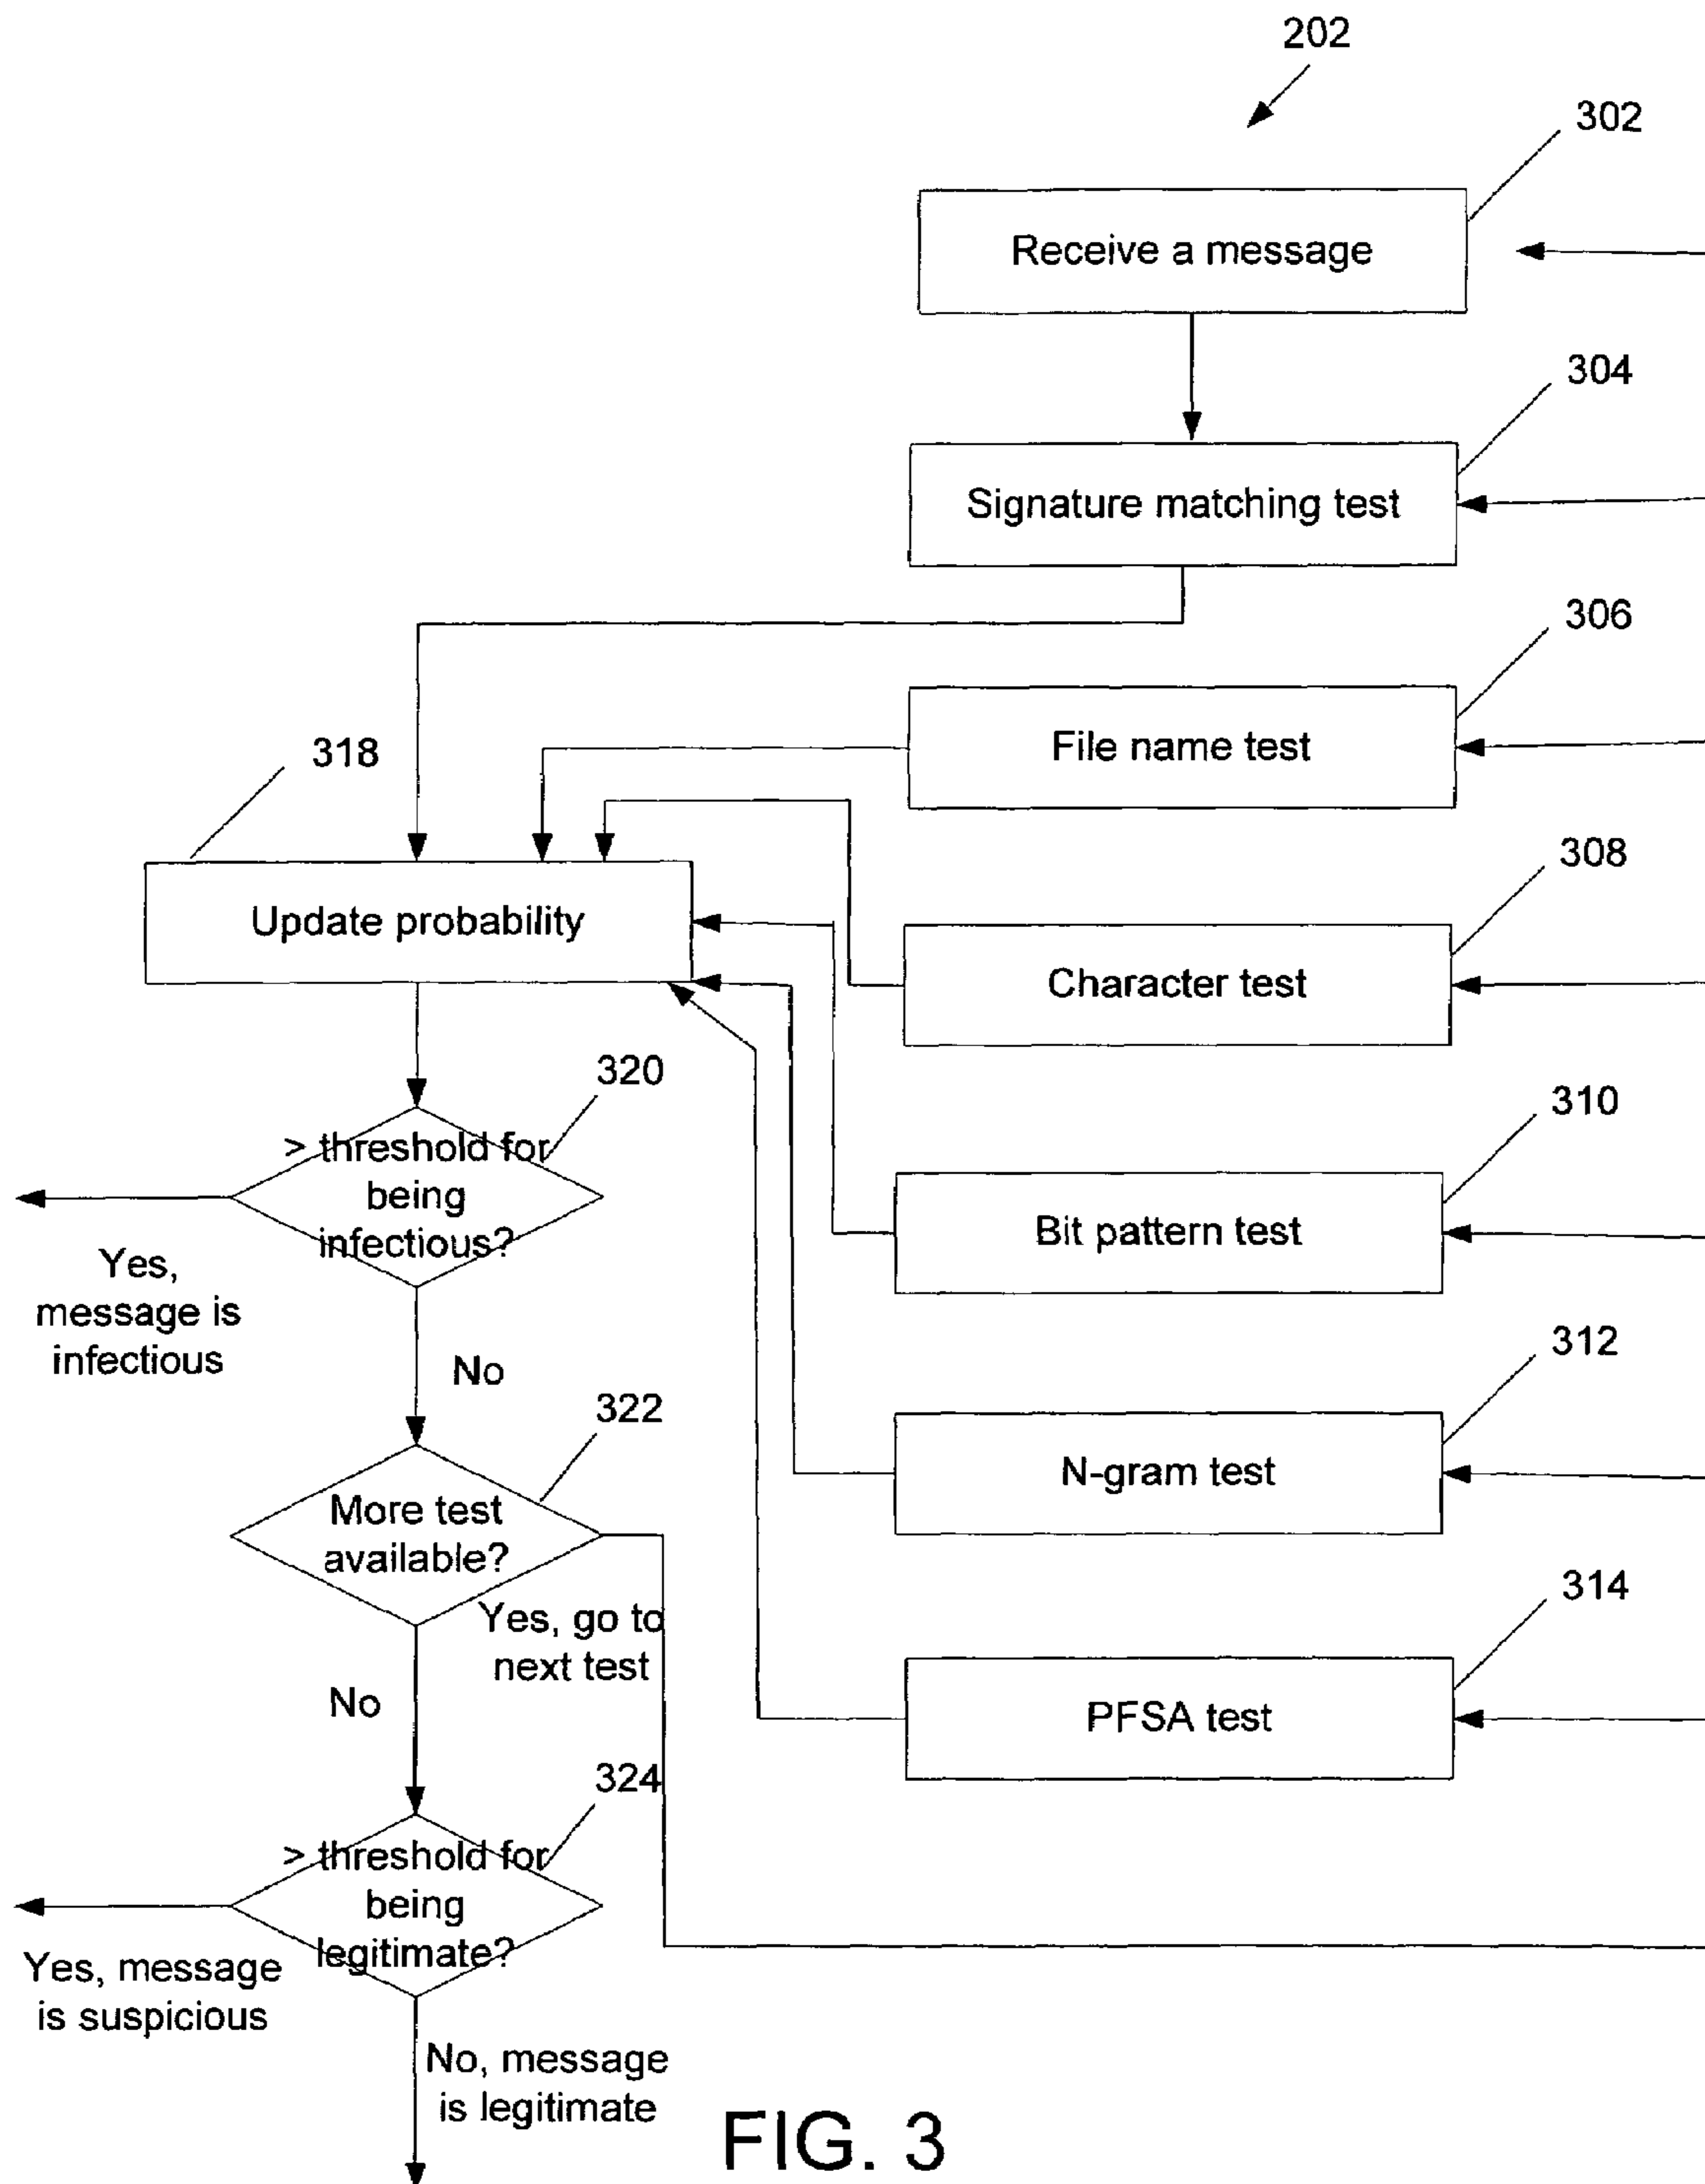 202
302
Receive a message
304
Signature matching test
306
File name test
318
Update probability
308
Character test
320
> threshold for
being
infectious?
Yes,
message is
infectious
No
310
Bit pattern test
312
N-gram test
322
More test
available?
Yes, go to
next test
No
314
PFSA test
324
> threshold for
being
legitimate?
Yes, message
is suspicious
No, message
is legitimate
FIG. 3